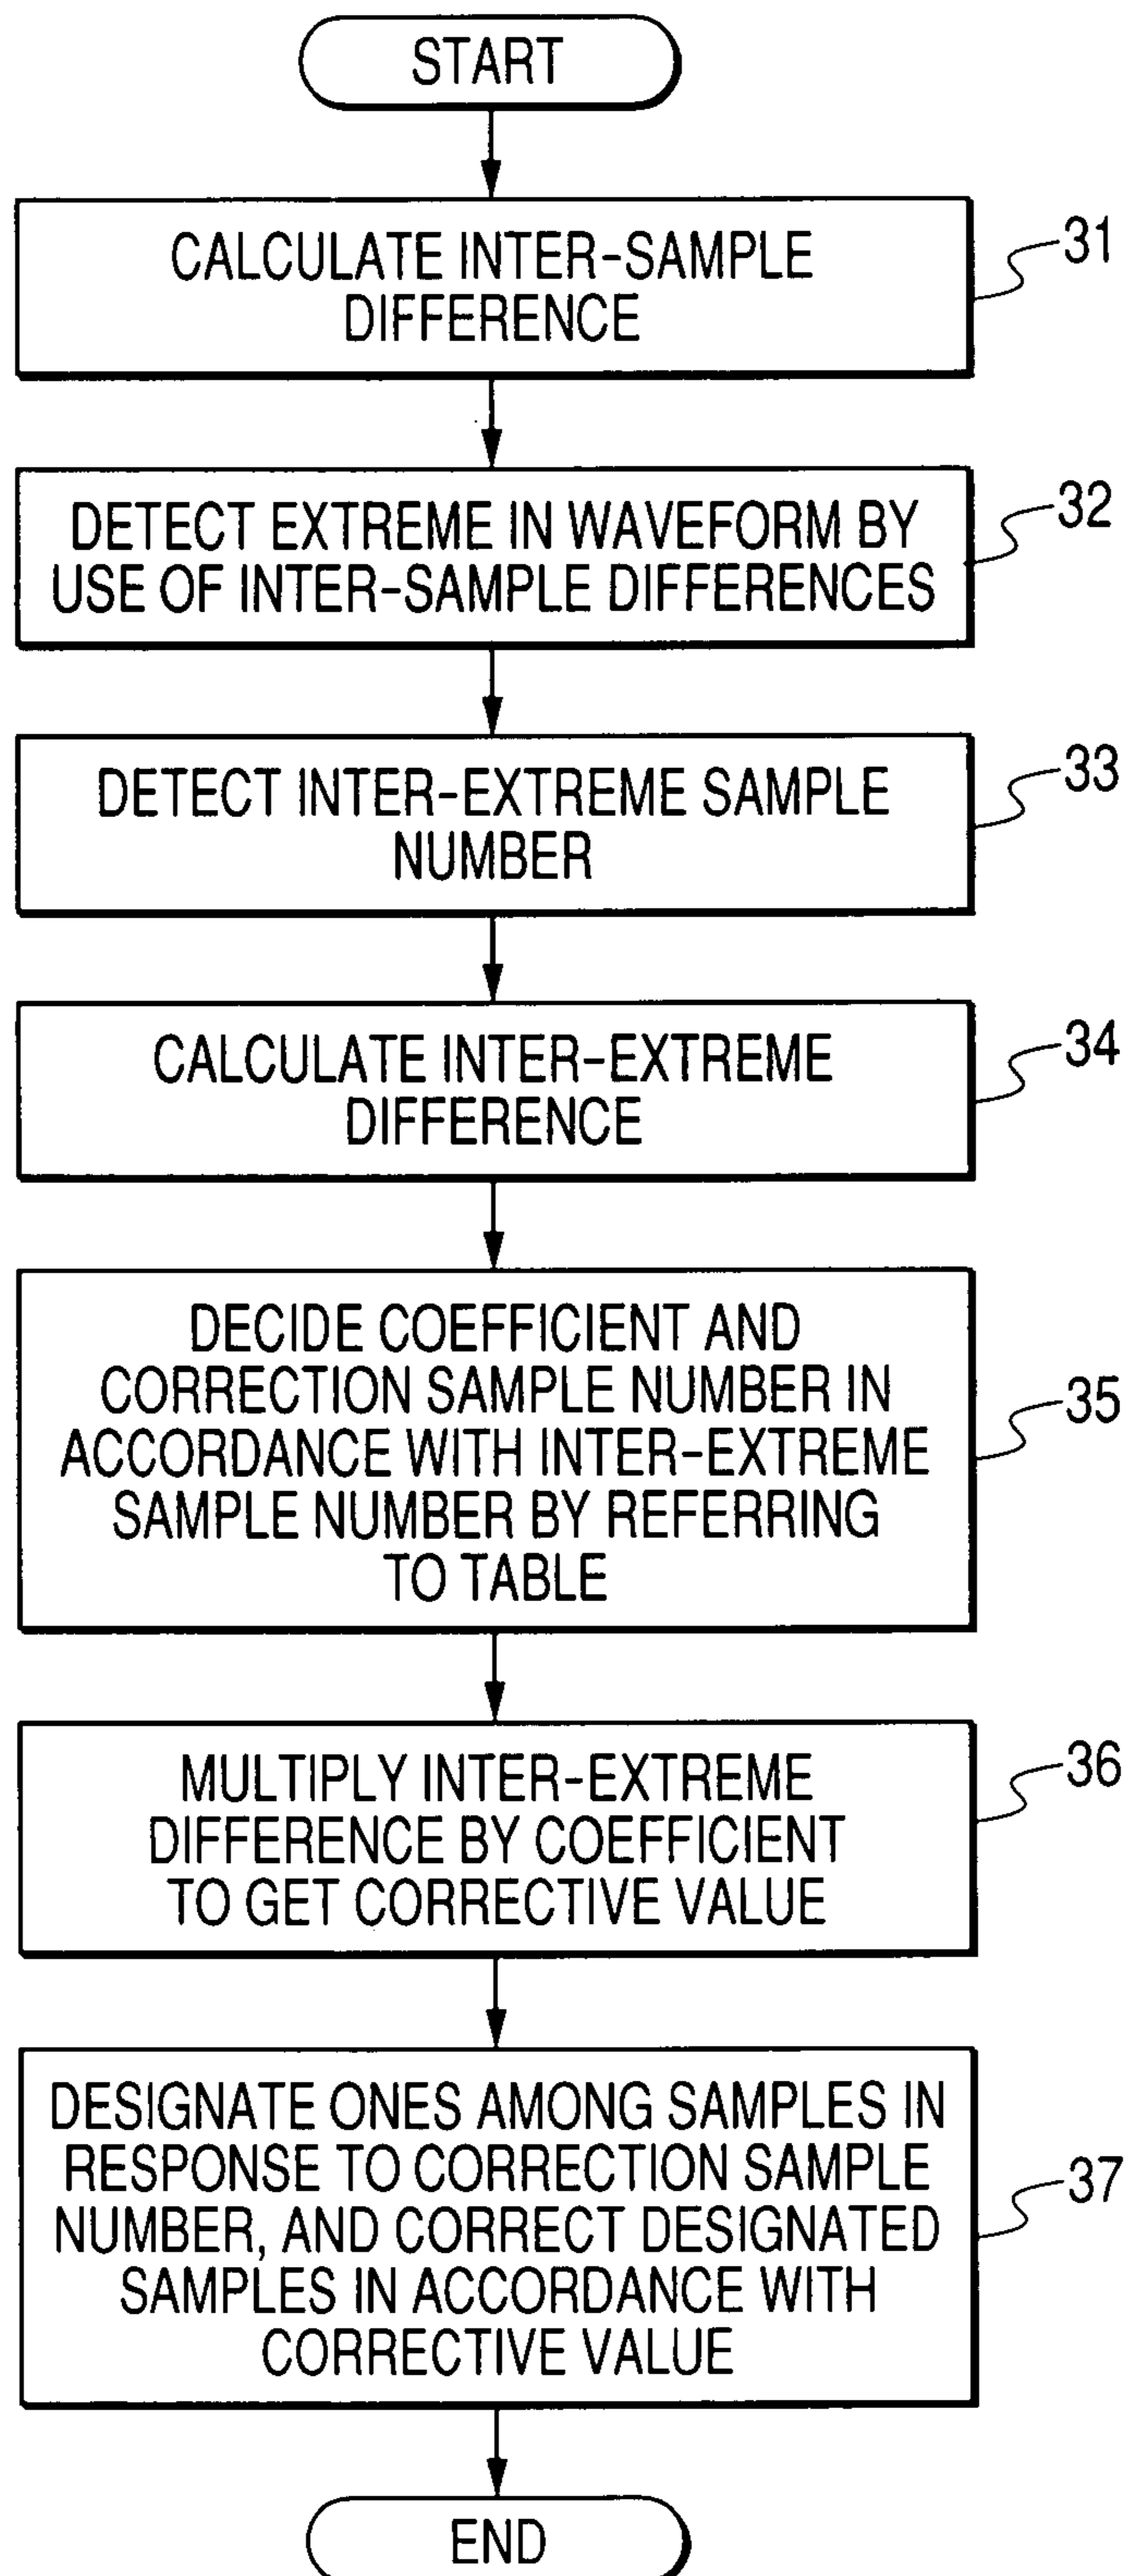 START
CALCULATE INTER-SAMPLE
DIFFERENCE
31
DETECT EXTREME IN WAVEFORM BY
USE OF INTER-SAMPLE DIFFERENCES
32
DETECT INTER-EXTREME SAMPLE
NUMBER
33
CALCULATE INTER-EXTREME
DIFFERENCE
34
DECIDE COEFFICIENT AND
CORRECTION SAMPLE NUMBER IN
ACCORDANCE WITH INTER-EXTREME
SAMPLE NUMBER BY REFERRING
TO TABLE
35
MULTIPLY INTER-EXTREME
DIFFERENCE BY COEFFICIENT
TO GET CORRECTIVE VALUE
36
DESIGNATE ONES AMONG SAMPLES IN
RESPONSE TO CORRECTION SAMPLE
NUMBER, AND CORRECT DESIGNATED
SAMPLES IN ACCORDANCE WITH
CORRECTIVE VALUE
37
END